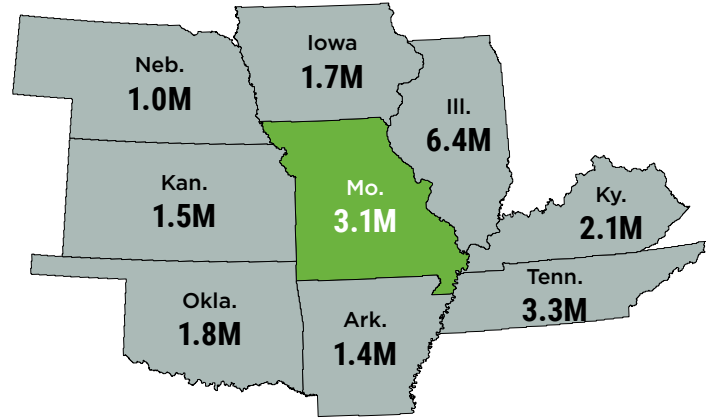 Neb.
1.0M
Iowa
1.7M
Ill.
6.4M
Kan.
1.5M
Mo.
3.1M
Ky.
2.1M
Okla.
1.8M
Ark.
1.4M
Tenn.
3.3M